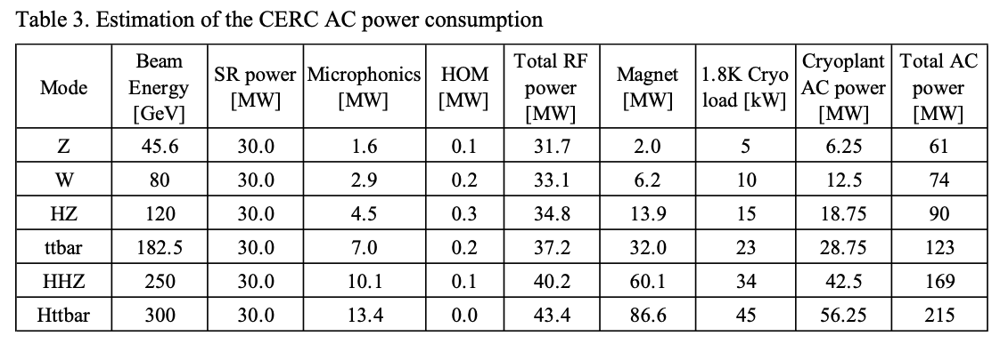 Table 3. Estimation of the CERC AC power consumption
Mode Beam Energy [GeV] SR power [MW] Microphonics [MW] HOM [MW] Total RF power [MW] Magnet [MW] 1.8K Cryo load [kW] Cryoplant AC power [MW] Total AC power [MW]
Z 45.6 30.0 1.6 0.1 31.7 2.0 5 6.25 61
W 80 30.0 2.9 0.2 33.1 6.2 10 12.5 74
HZ 120 30.0 4.5 0.3 34.8 13.9 15 18.75 90
ttbar 182.5 30.0 7.0 0.2 37.2 32.0 23 28.75 123
HHZ 250 30.0 10.1 0.1 40.2 60.1 34 42.5 169
Httbar 300 30.0 13.4 0.0 43.4 86.6 45 56.25 215